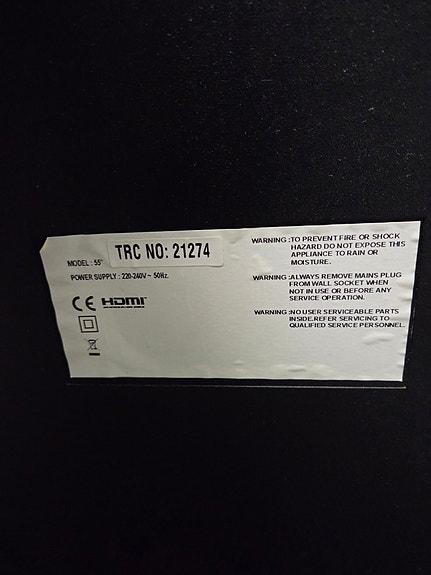 TRC NO: 21274
MODEL : 55"
POWER SUPPLY : 220-240V ~ 50Hz.
CE HDMI
WARNING :TO PREVENT FIRE OR SHOCK
HAZARD DO NOT EXPOSE THIS
APPLIANCE TO RAIN OR
MOISTURE.
WARNING :ALWAYS REMOVE MAINS PLUG
FROM WALL SOCKET WHEN
NOT IN USE OR BEFORE ANY
SERVICE OPERATION.
WARNING :NO USER SERVICEABLE PARTS
INSIDE.REFER SERVICING TO
QUALIFIED SERVICE PERSONNEL.